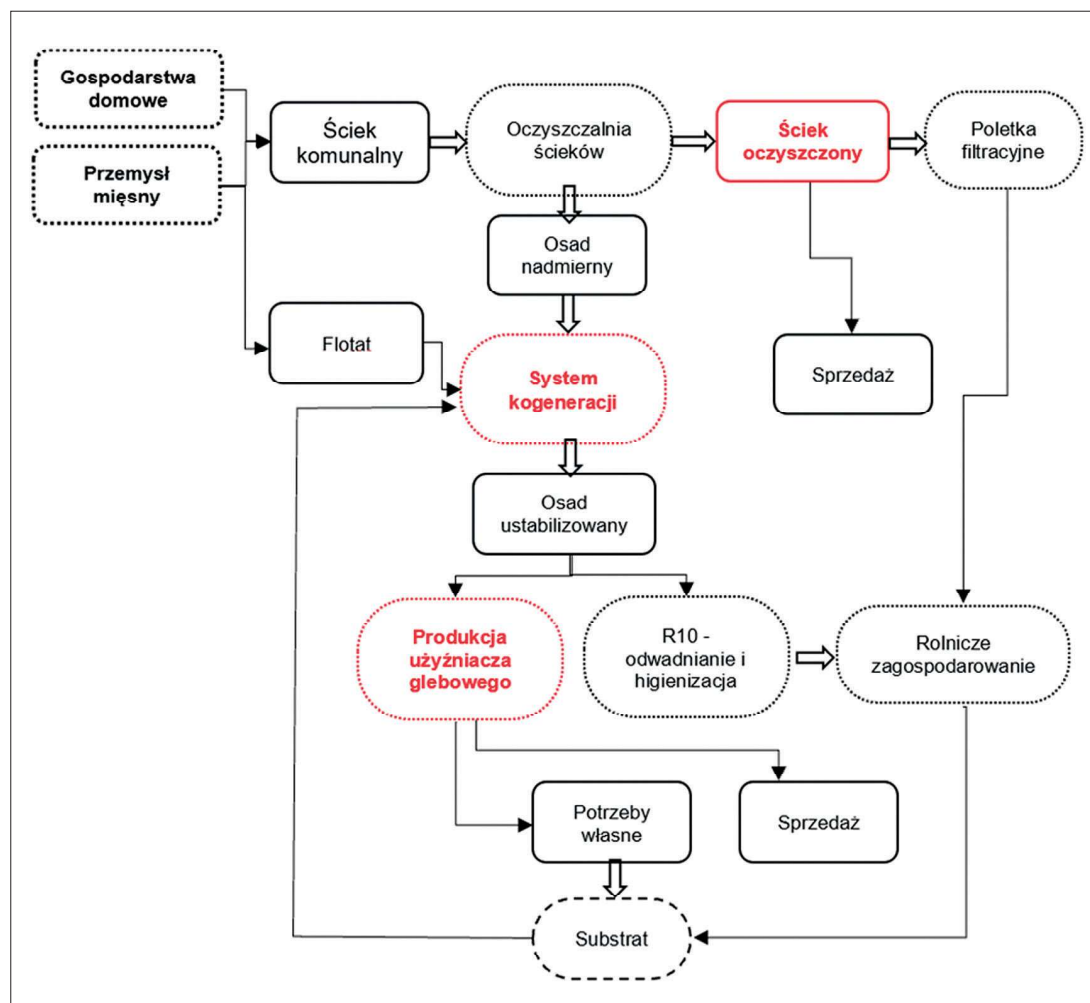 Gospodarstwa
domowe
Przemysł
mięsny
Ściek
komunalny
Oczyszczalnia
ścieków
Ściek
oczyszczony
Poletka
filtracyjne
Osad
nadmierny
Flotat
System
kogeneracji
Sprzedaż
Osad
ustabilizowany
Produkcja
użyźniacza
glebowego
R10 -
odwadnianie i
higienizacja
Rolnicze
zagospodarowanie
Potrzeby
własne
Sprzedaż
Substrat